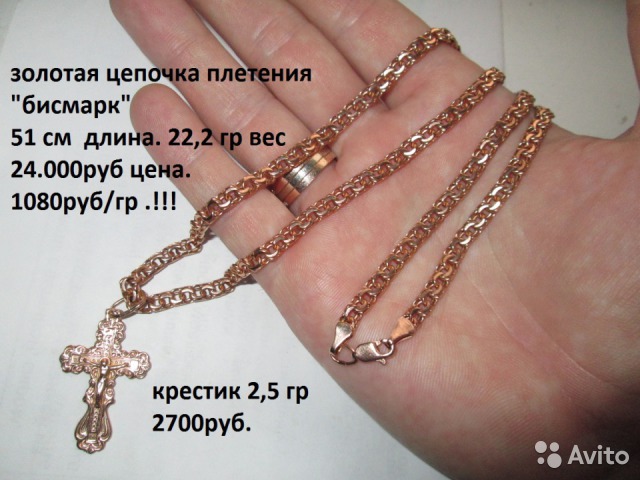 золотая цепочка плетения
"бисмарк"
51 см длина. 22,2 гр вес
24.000руб цена.
1080руб/гр .!!!
крестик 2,5 гр
2700руб.
Avito